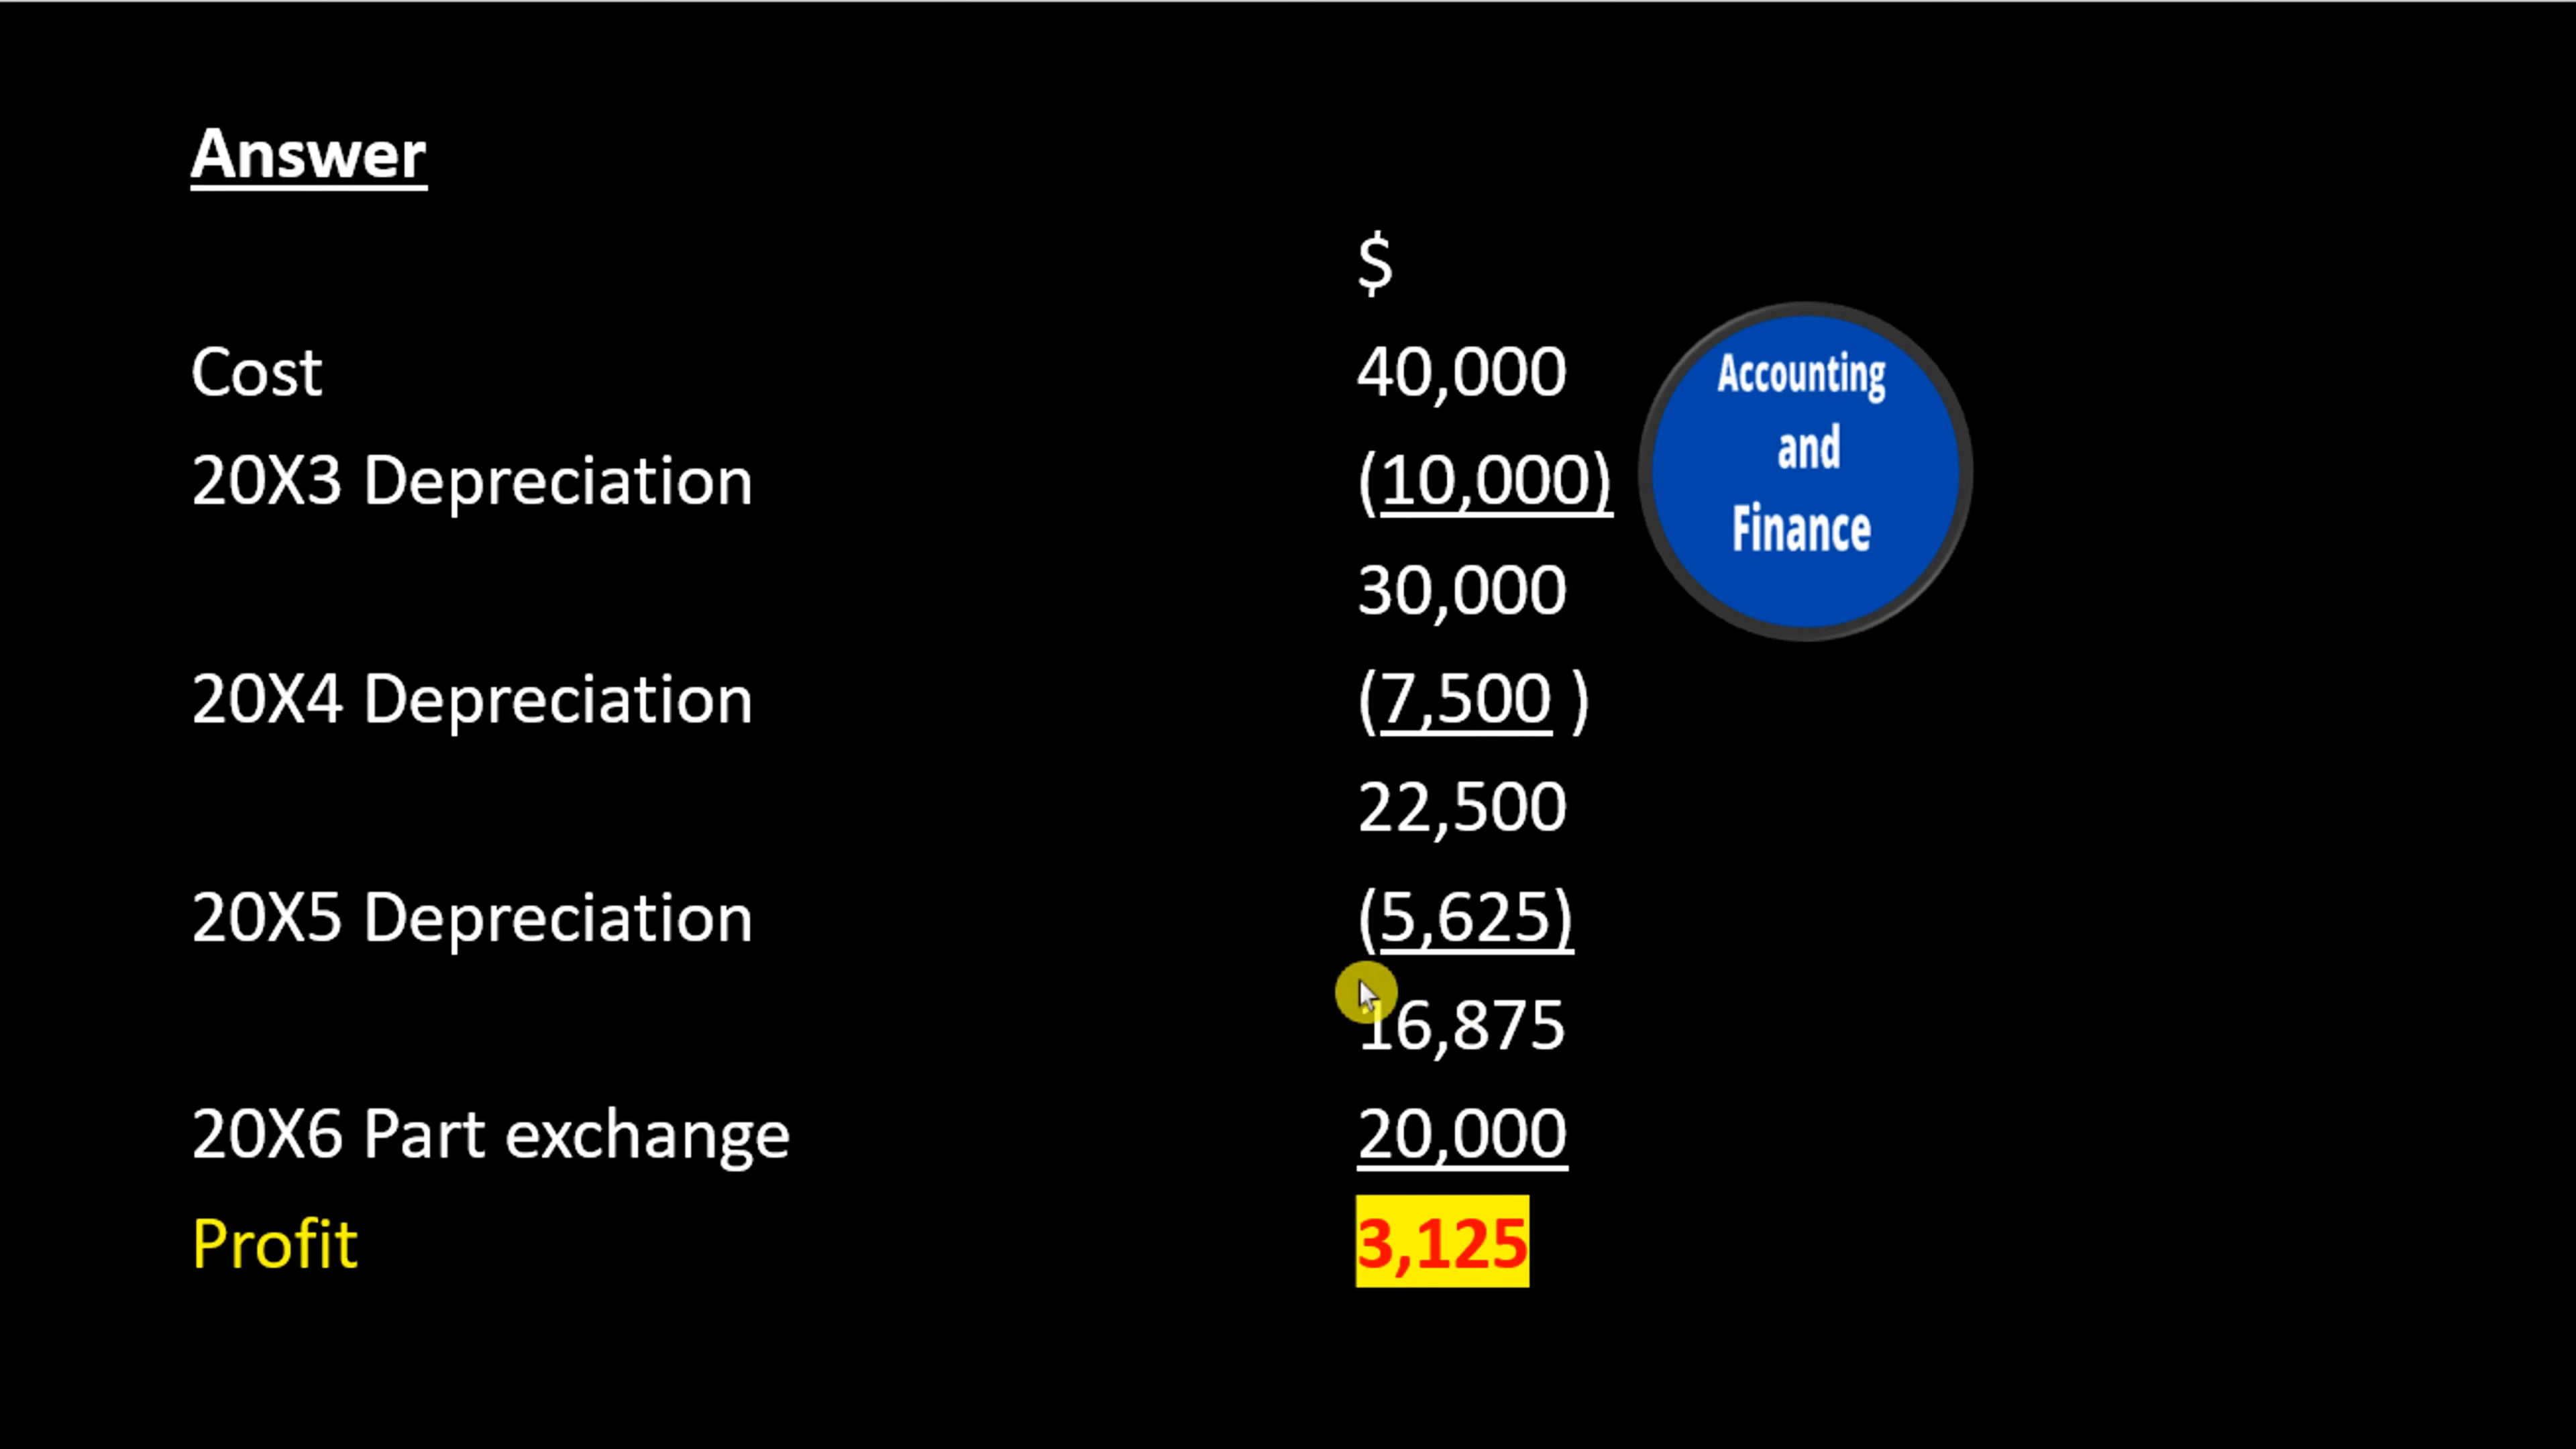 Answer
$
Cost 40,000
20X3 Depreciation (10,000)
30,000
20X4 Depreciation (7,500 )
22,500
20X5 Depreciation (5,625)
16,875
20X6 Part exchange 20,000
Profit 3,125
Accounting
and
Finance